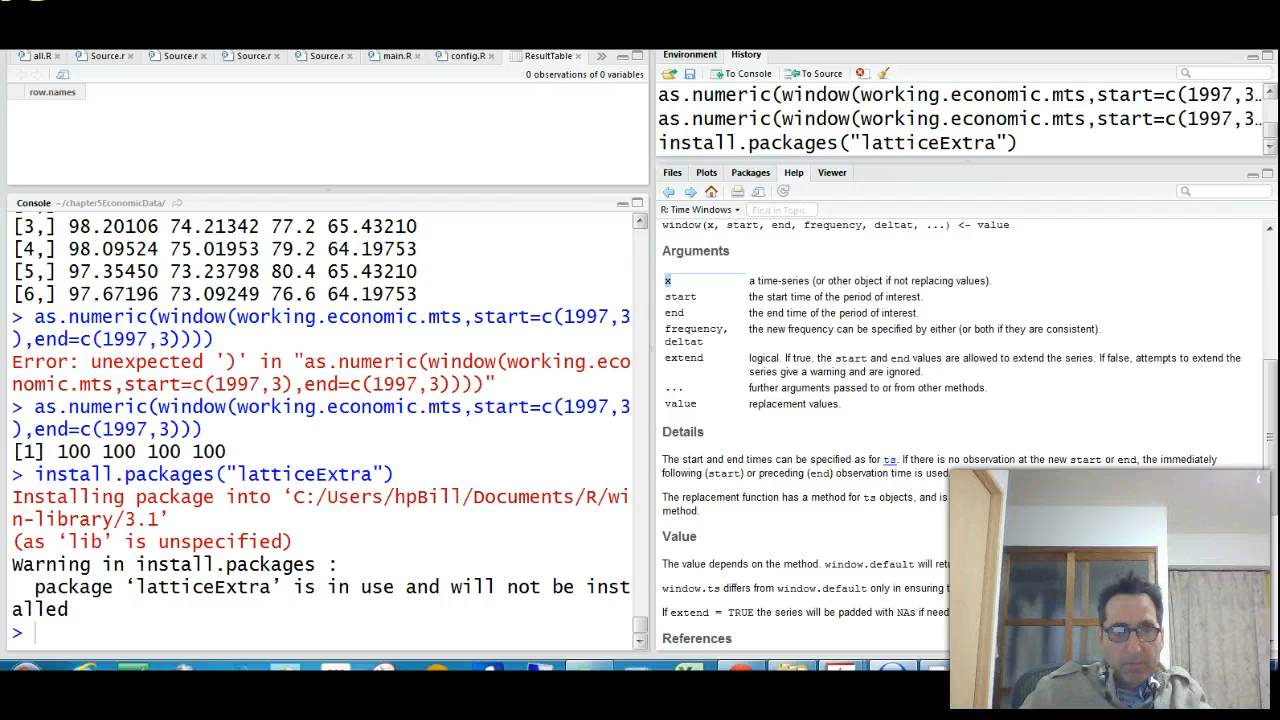 all.R
Source.r
Source.r
Source.r
Source.r
main.R
config.R
ResultTable
0 observations of 0 variables
row.names
Environment
History
To Console
To Source
as.numeric(window(working.economic.mts,start=c(1997,3…
as.numeric(window(working.economic.mts,start=c(1997,3…
install.packages("latticeExtra")
Console ~/chapter5EconomicData/
[3,] 98.20106 74.21342 77.2 65.43210
[4,] 98.09524 75.01953 79.2 64.19753
[5,] 97.35450 73.23798 80.4 65.43210
[6,] 97.67196 73.09249 76.6 64.19753
> as.numeric(window(working.economic.mts,start=c(1997,3
),end=c(1997,3))))
Error: unexpected ')' in "as.numeric(window(working.eco
nomic.mts,start=c(1997,3),end=c(1997,3))))"
> as.numeric(window(working.economic.mts,start=c(1997,3
),end=c(1997,3)))
[1] 100 100 100 100
> install.packages("latticeExtra")
Installing package into ‘C:/Users/hpBill/Documents/R/wi
n-library/3.1’
(as ‘lib’ is unspecified)
Warning in install.packages :
package ‘latticeExtra’ is in use and will not be inst
alled
>
Files
Plots
Packages
Help
Viewer
R: Time Windows
Find in Topic
window(x, start, end, frequency, deltat, ...) <- value
Arguments
x a time-series (or other object if not replacing values).
start the start time of the period of interest.
end the end time of the period of interest.
frequency, the new frequency can be specified by either (or both if they are consistent).
deltat
extend logical. If true, the start and end values are allowed to extend the series. If false, attempts to extend the
series give a warning and are ignored.
... further arguments passed to or from other methods.
value replacement values.
Details
The start and end times can be specified as for ts. If there is no observation at the new start or end, the immediately
following (start) or preceding (end) observation time is used
The replacement function has a method for ts objects, and is
method.
Value
The value depends on the method. window.default will
window.ts differs from window.default only in ensuring
If extend = TRUE the series will be padded with NAs if
References